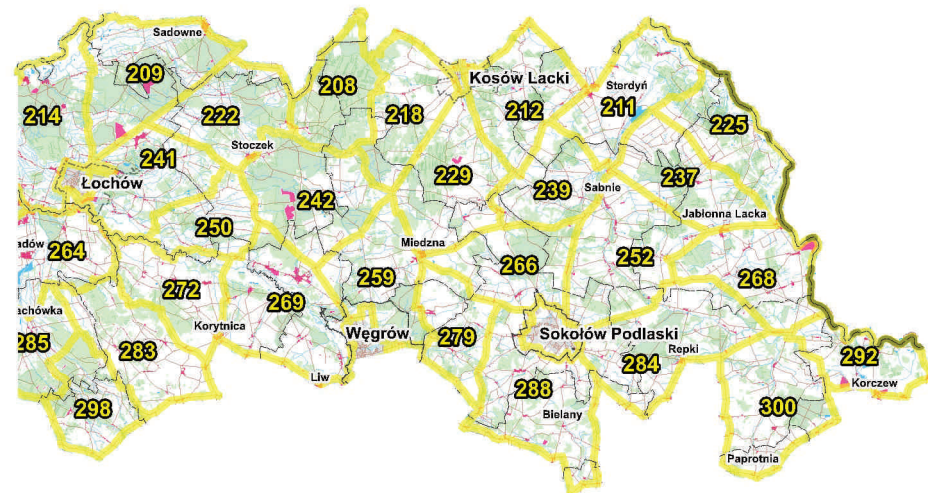 Sadowne
209
208
Kosów Lacki
Sterdyń
214
222
218
212
211
225
Stoczek
241
Łochów
229
239
Sabnie
237
242
250
Jabłonna Lacka
adów
264
Miedzna
259
266
252
268
272
269
achówka
Korytnica
Węgrów
279
Sokołów Podlaski
285
283
Repki
284
292
Liw
Korczew
298
288
Bielany
300
Paprotnia